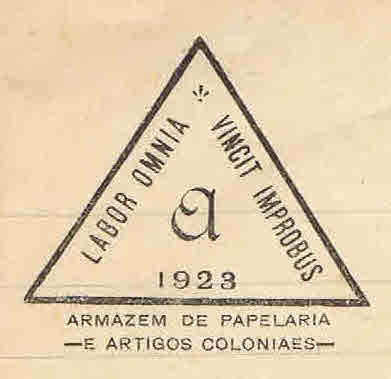 LABOR OMNIA
VINCIT IMPROBUS
a
1923
ARMAZEM DE PAPELARIA
—E ARTIGOS COLONIAES—